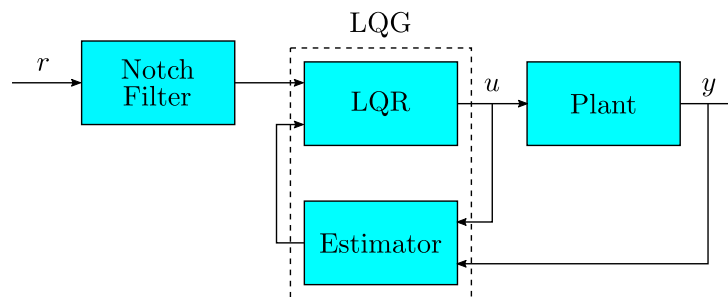 LQG
r
Notch
Filter
LQR
u
Plant
y
Estimator